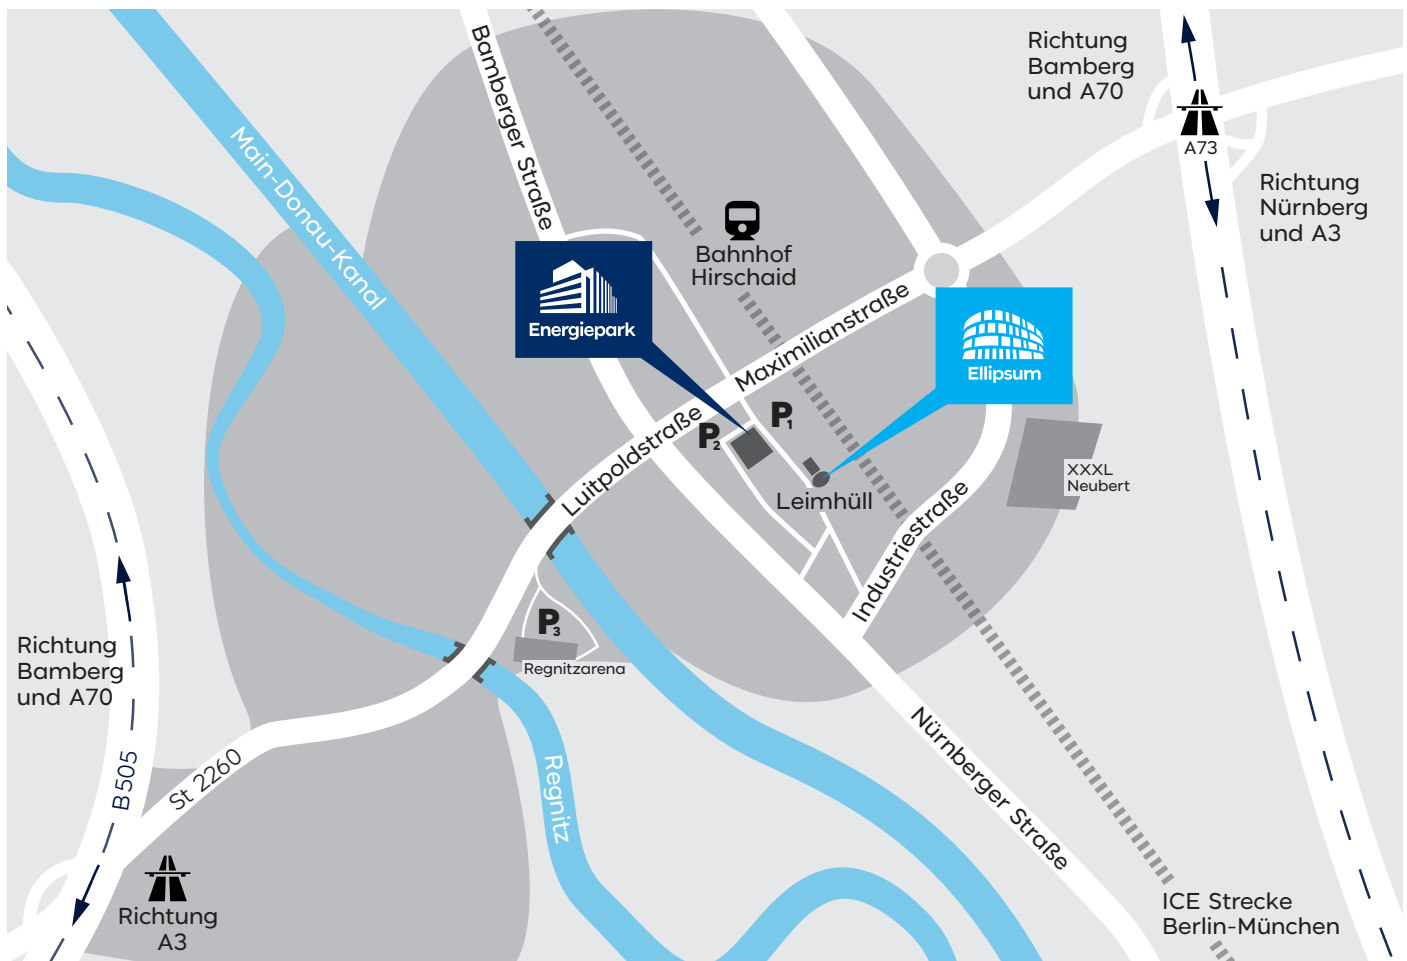 Bamberger Straße
Richtung
Bamberg
und A70
A73
Richtung
Nürnberg
und A3
Main-Donau-Kanal
Bahnhof
Hirschaid
Energiepark
Maximilianstraße
Ellipsum
P1
P2
Luitpoldstraße
XXXL
Neubert
Leimhüll
Industriestraße
P3
Regnitzarena
Richtung
Bamberg
und A70
B505
St 2260
Regnitz
Nürnberger Straße
Richtung
A3
ICE Strecke
Berlin-München